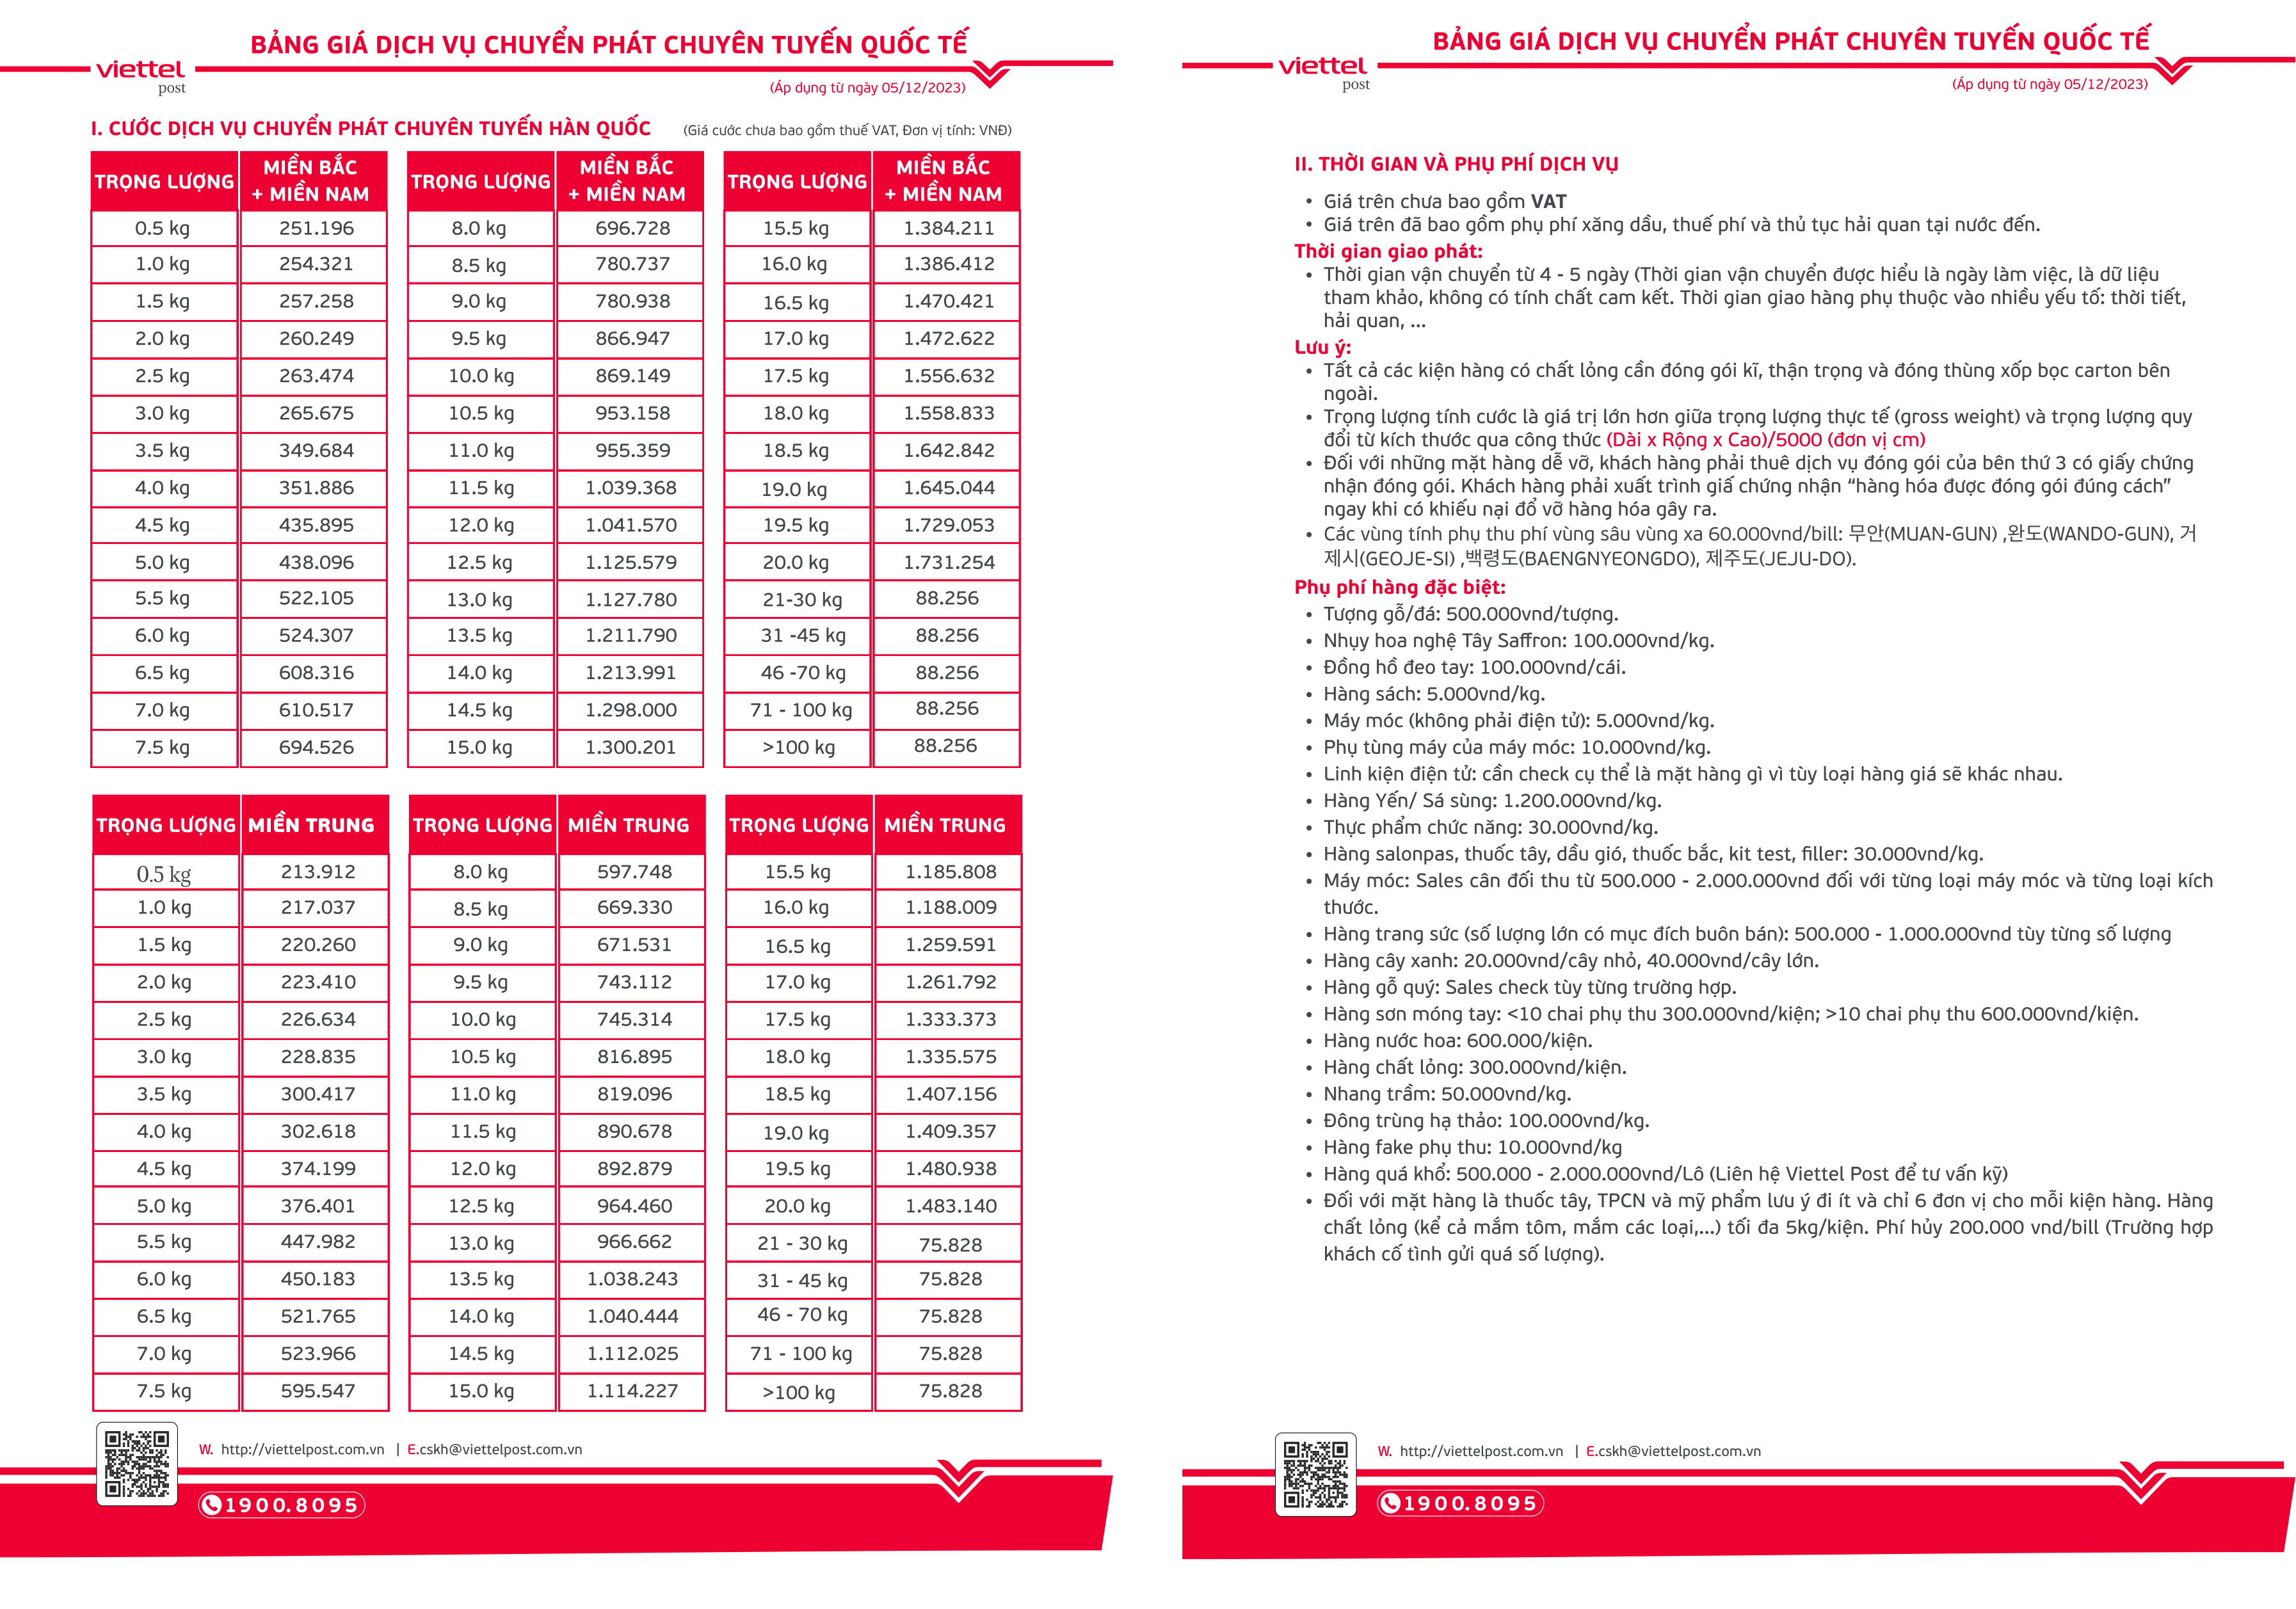 BẢNG GIÁ DỊCH VỤ CHUYỂN PHÁT CHUYÊN TUYẾN QUỐC TẾ
viettel
post
(Áp dụng từ ngày 05/12/2023)
I. CƯỚC DỊCH VỤ CHUYỂN PHÁT CHUYÊN TUYẾN HÀN QUỐC (Giá cước chưa bao gồm thuế VAT, Đơn vị tính: VNĐ)
TRỌNG LƯỢNG MIỀN BẮC + MIỀN NAM TRỌNG LƯỢNG MIỀN BẮC + MIỀN NAM TRỌNG LƯỢNG MIỀN BẮC + MIỀN NAM
0.5 kg 251.196 8.0 kg 696.728 15.5 kg 1.384.211
1.0 kg 254.321 8.5 kg 780.737 16.0 kg 1.386.412
1.5 kg 257.258 9.0 kg 780.938 16.5 kg 1.470.421
2.0 kg 260.249 9.5 kg 866.947 17.0 kg 1.472.622
2.5 kg 263.474 10.0 kg 869.149 17.5 kg 1.556.632
3.0 kg 265.675 10.5 kg 953.158 18.0 kg 1.558.833
3.5 kg 349.684 11.0 kg 955.359 18.5 kg 1.642.842
4.0 kg 351.886 11.5 kg 1.039.368 19.0 kg 1.645.044
4.5 kg 435.895 12.0 kg 1.041.570 19.5 kg 1.729.053
5.0 kg 438.096 12.5 kg 1.125.579 20.0 kg 1.731.254
5.5 kg 522.105 13.0 kg 1.127.780 21-30 kg 88.256
6.0 kg 524.307 13.5 kg 1.211.790 31 -45 kg 88.256
6.5 kg 608.316 14.0 kg 1.213.991 46 -70 kg 88.256
7.0 kg 610.517 14.5 kg 1.298.000 71 - 100 kg 88.256
7.5 kg 694.526 15.0 kg 1.300.201 >100 kg 88.256
TRỌNG LƯỢNG MIỀN TRUNG TRỌNG LƯỢNG MIỀN TRUNG TRỌNG LƯỢNG MIỀN TRUNG
0.5 kg 213.912 8.0 kg 597.748 15.5 kg 1.185.808
1.0 kg 217.037 8.5 kg 669.330 16.0 kg 1.188.009
1.5 kg 220.260 9.0 kg 671.531 16.5 kg 1.259.591
2.0 kg 223.410 9.5 kg 743.112 17.0 kg 1.261.792
2.5 kg 226.634 10.0 kg 745.314 17.5 kg 1.333.373
3.0 kg 228.835 10.5 kg 816.895 18.0 kg 1.335.575
3.5 kg 300.417 11.0 kg 819.096 18.5 kg 1.407.156
4.0 kg 302.618 11.5 kg 890.678 19.0 kg 1.409.357
4.5 kg 374.199 12.0 kg 892.879 19.5 kg 1.480.938
5.0 kg 376.401 12.5 kg 964.460 20.0 kg 1.483.140
5.5 kg 447.982 13.0 kg 966.662 21 - 30 kg 75.828
6.0 kg 450.183 13.5 kg 1.038.243 31 - 45 kg 75.828
6.5 kg 521.765 14.0 kg 1.040.444 46 - 70 kg 75.828
7.0 kg 523.966 14.5 kg 1.112.025 71 - 100 kg 75.828
7.5 kg 595.547 15.0 kg 1.114.227 >100 kg 75.828
W. http://viettelpost.com.vn | E.cskh@viettelpost.com.vn
1900.8095
BẢNG GIÁ DỊCH VỤ CHUYỂN PHÁT CHUYÊN TUYẾN QUỐC TẾ
viettel
post
(Áp dụng từ ngày 05/12/2023)
II. THỜI GIAN VÀ PHỤ PHÍ DỊCH VỤ
• Giá trên chưa bao gồm VAT
• Giá trên đã bao gồm phụ phí xăng dầu, thuế phí và thủ tục hải quan tại nước đến.
Thời gian giao phát:
• Thời gian vận chuyển từ 4 - 5 ngày (Thời gian vận chuyển được hiểu là ngày làm việc, là dữ liệu
tham khảo, không có tính chất cam kết. Thời gian giao hàng phụ thuộc vào nhiều yếu tố: thời tiết,
hải quan, ...
Lưu ý:
• Tất cả các kiện hàng có chất lỏng cần đóng gói kĩ, thận trọng và đóng thùng xốp bọc carton bên
ngoài.
• Trọng lượng tính cước là giá trị lớn hơn giữa trọng lượng thực tế (gross weight) và trọng lượng quy
đổi từ kích thước qua công thức (Dài x Rộng x Cao)/5000 (đơn vị cm)
• Đối với những mặt hàng dễ vỡ, khách hàng phải thuê dịch vụ đóng gói của bên thứ 3 có giấy chứng
nhận đóng gói. Khách hàng phải xuất trình giấ chứng nhận “hàng hóa được đóng gói đúng cách”
ngay khi có khiếu nại đổ vỡ hàng hóa gây ra.
• Các vùng tính phụ thu phí vùng sâu vùng xa 60.000vnd/bill: 무안(MUAN-GUN) ,완도(WANDO-GUN), 거
제시(GEOJE-SI) ,백령도(BAENGNYEONGDO), 제주도(JEJU-DO).
Phụ phí hàng đặc biệt:
• Tượng gỗ/đá: 500.000vnd/tượng.
• Nhụy hoa nghệ Tây Saffron: 100.000vnd/kg.
• Đồng hồ đeo tay: 100.000vnd/cái.
• Hàng sách: 5.000vnd/kg.
• Máy móc (không phải điện tử): 5.000vnd/kg.
• Phụ tùng máy của máy móc: 10.000vnd/kg.
• Linh kiện điện tử: cần check cụ thể là mặt hàng gì vì tùy loại hàng giá sẽ khác nhau.
• Hàng Yến/ Sá sùng: 1.200.000vnd/kg.
• Thực phẩm chức năng: 30.000vnd/kg.
• Hàng salonpas, thuốc tây, dầu gió, thuốc bắc, kit test, filler: 30.000vnd/kg.
• Máy móc: Sales cân đối thu từ 500.000 - 2.000.000vnd đối với từng loại máy móc và từng loại kích
thước.
• Hàng trang sức (số lượng lớn có mục đích buôn bán): 500.000 - 1.000.000vnd tùy từng số lượng
• Hàng cây xanh: 20.000vnd/cây nhỏ, 40.000vnd/cây lớn.
• Hàng gỗ quý: Sales check tùy từng trường hợp.
• Hàng sơn móng tay: <10 chai phụ thu 300.000vnd/kiện; >10 chai phụ thu 600.000vnd/kiện.
• Hàng nước hoa: 600.000/kiện.
• Hàng chất lỏng: 300.000vnd/kiện.
• Nhang trầm: 50.000vnd/kg.
• Đông trùng hạ thảo: 100.000vnd/kg.
• Hàng fake phụ thu: 10.000vnd/kg
• Hàng quá khổ: 500.000 - 2.000.000vnd/Lô (Liên hệ Viettel Post để tư vấn kỹ)
• Đối với mặt hàng là thuốc tây, TPCN và mỹ phẩm lưu ý đi ít và chỉ 6 đơn vị cho mỗi kiện hàng. Hàng
chất lỏng (kể cả mắm tôm, mắm các loại,...) tối đa 5kg/kiện. Phí hủy 200.000 vnd/bill (Trường hợp
khách cố tình gửi quá số lượng).
W. http://viettelpost.com.vn | E.cskh@viettelpost.com.vn
1900.8095